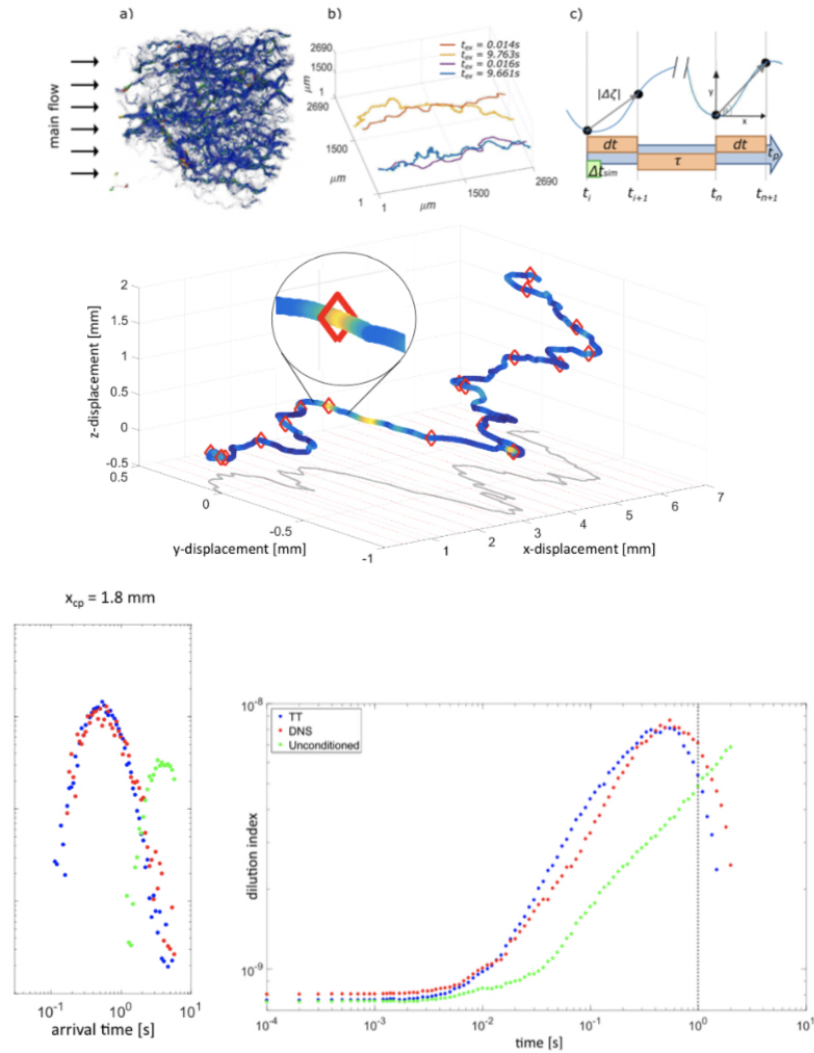 a)
b)
c)
main flow
2690
1500
μm
1
2690
1500
μm
1
1
μm
1500
2690
t_ex = 0.014s
t_ex = 9.763s
t_ex = 0.016s
t_ex = 9.661s
|Δζ|
y
x
dt
dt
τ
t_p
Δt_sim
t_i
t_i+1
t_n
t_n+1
z-displacement [mm]
2
1.5
1
0.5
0
-0.5
0.5
0
-0.5
-1
y-displacement [mm]
1
2
3
4
5
6
7
x-displacement [mm]
x_cp = 1.8 mm
10^-1
10^0
10^1
arrival time [s]
TT
DNS
Unconditioned
dilution index
10^-8
10^-9
10^-4
10^-3
10^-2
10^-1
10^0
10^1
time [s]